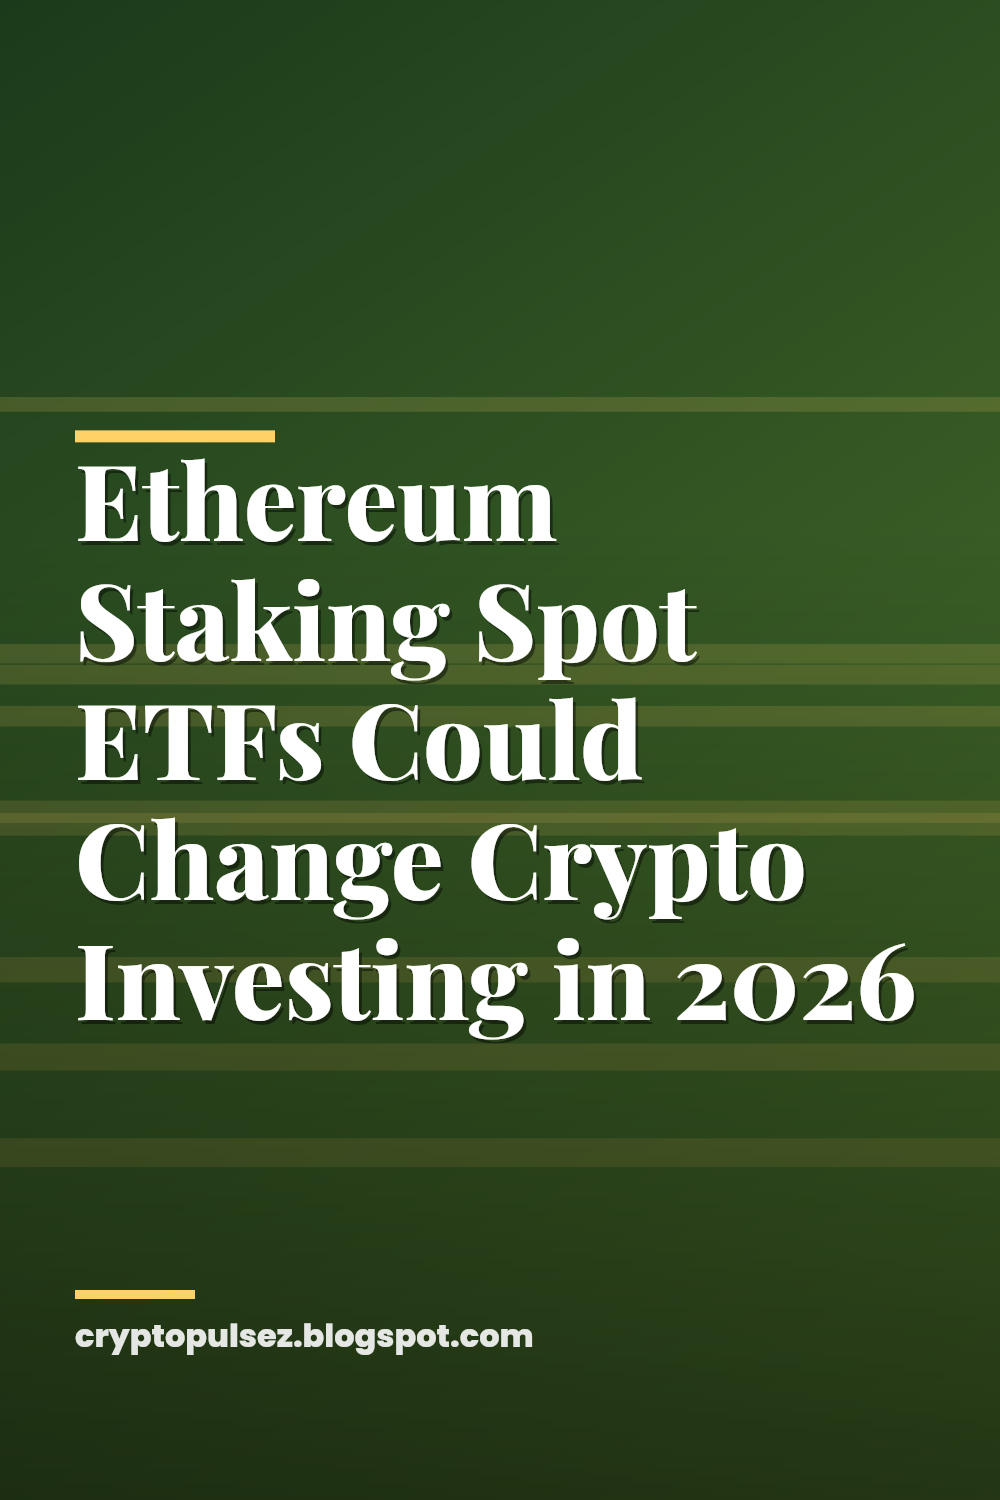 Ethereum
Staking Spot
ETFs Could
Change Crypto
Investing in 2026
cryptopulsez.blogspot.com